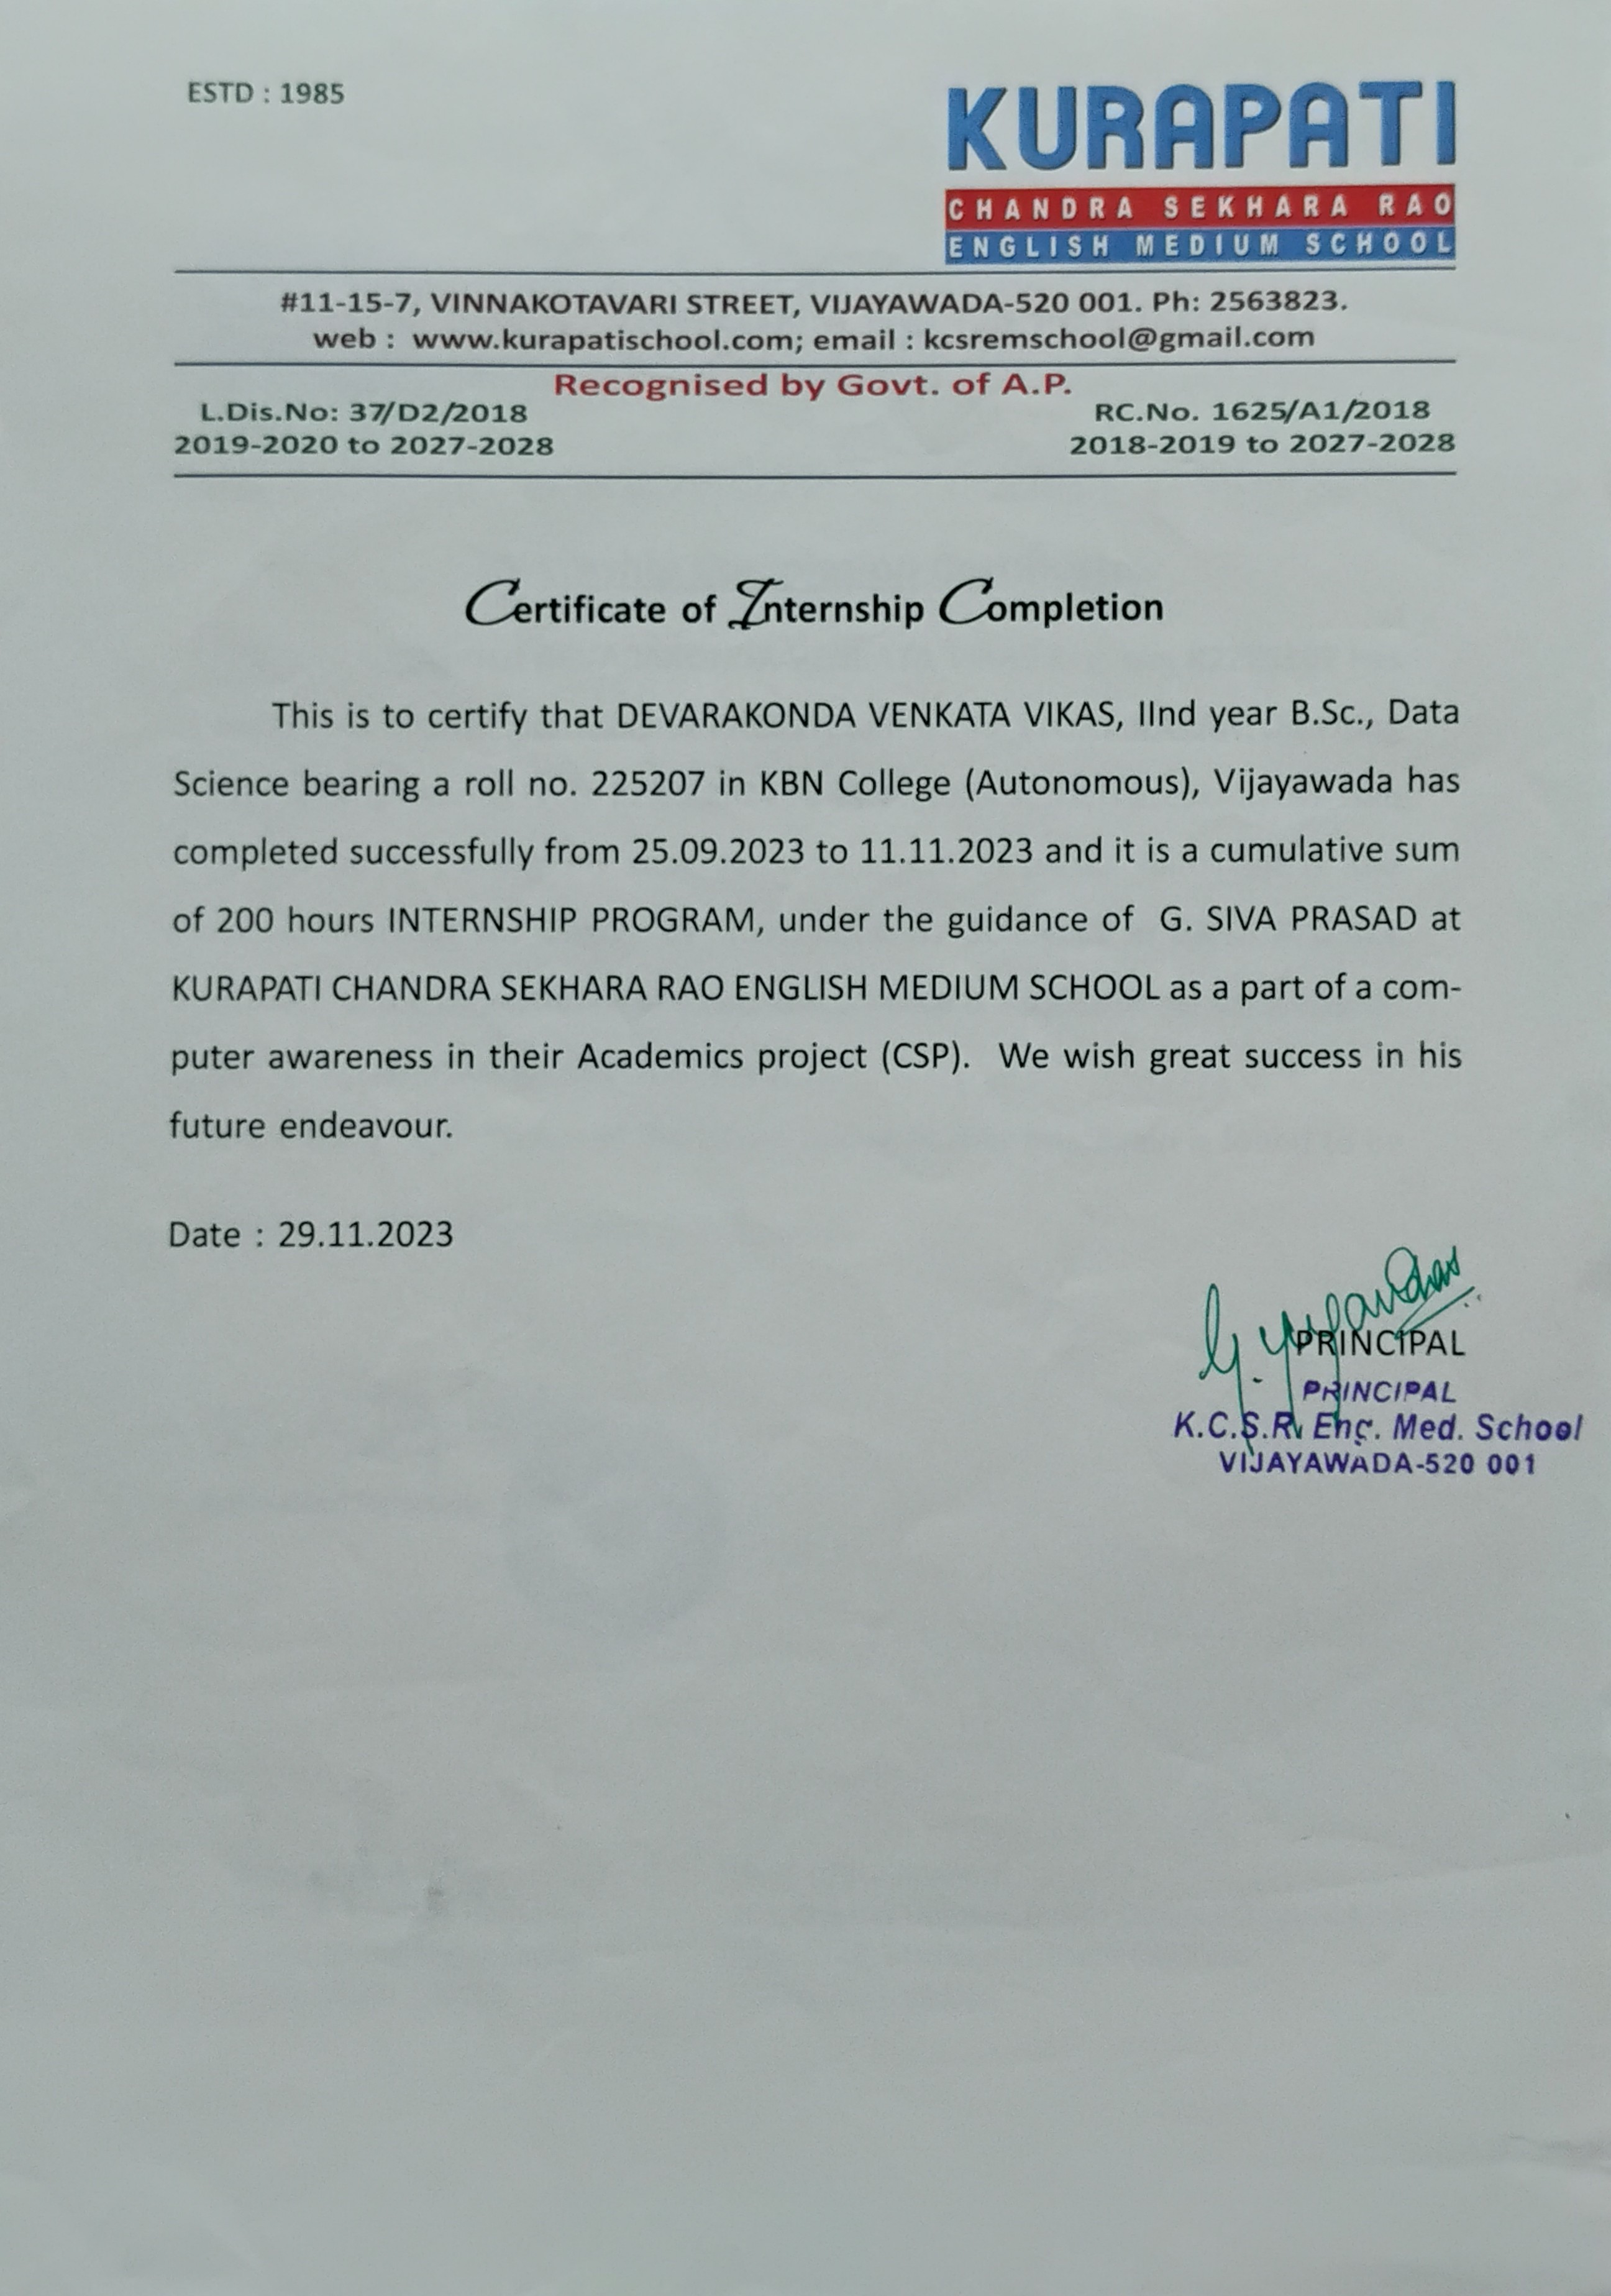 ESTD : 1985
KURAPATI
CHANDRA SEKHARA RAO
ENGLISH MEDIUM SCHOOL
#11-15-7, VINNAKOTAVARI STREET, VIJAYAWADA-520 001. Ph: 2563823.
web : www.kurapatischool.com; email : kcsremschool@gmail.com
Recognised by Govt. of A.P.
L.Dis.No: 37/D2/2018 RC.No. 1625/A1/2018
2019-2020 to 2027-2028 2018-2019 to 2027-2028
Certificate of Internship Completion
This is to certify that DEVARAKONDA VENKATA VIKAS, IInd year B.Sc., Data
Science bearing a roll no. 225207 in KBN College (Autonomous), Vijayawada has
completed successfully from 25.09.2023 to 11.11.2023 and it is a cumulative sum
of 200 hours INTERNSHIP PROGRAM, under the guidance of G. SIVA PRASAD at
KURAPATI CHANDRA SEKHARA RAO ENGLISH MEDIUM SCHOOL as a part of a com-
puter awareness in their Academics project (CSP). We wish great success in his
future endeavour.
Date : 29.11.2023
PRINCIPAL
PRINCIPAL
K.C.S.R. Eng. Med. School
VIJAYAWADA-520 001